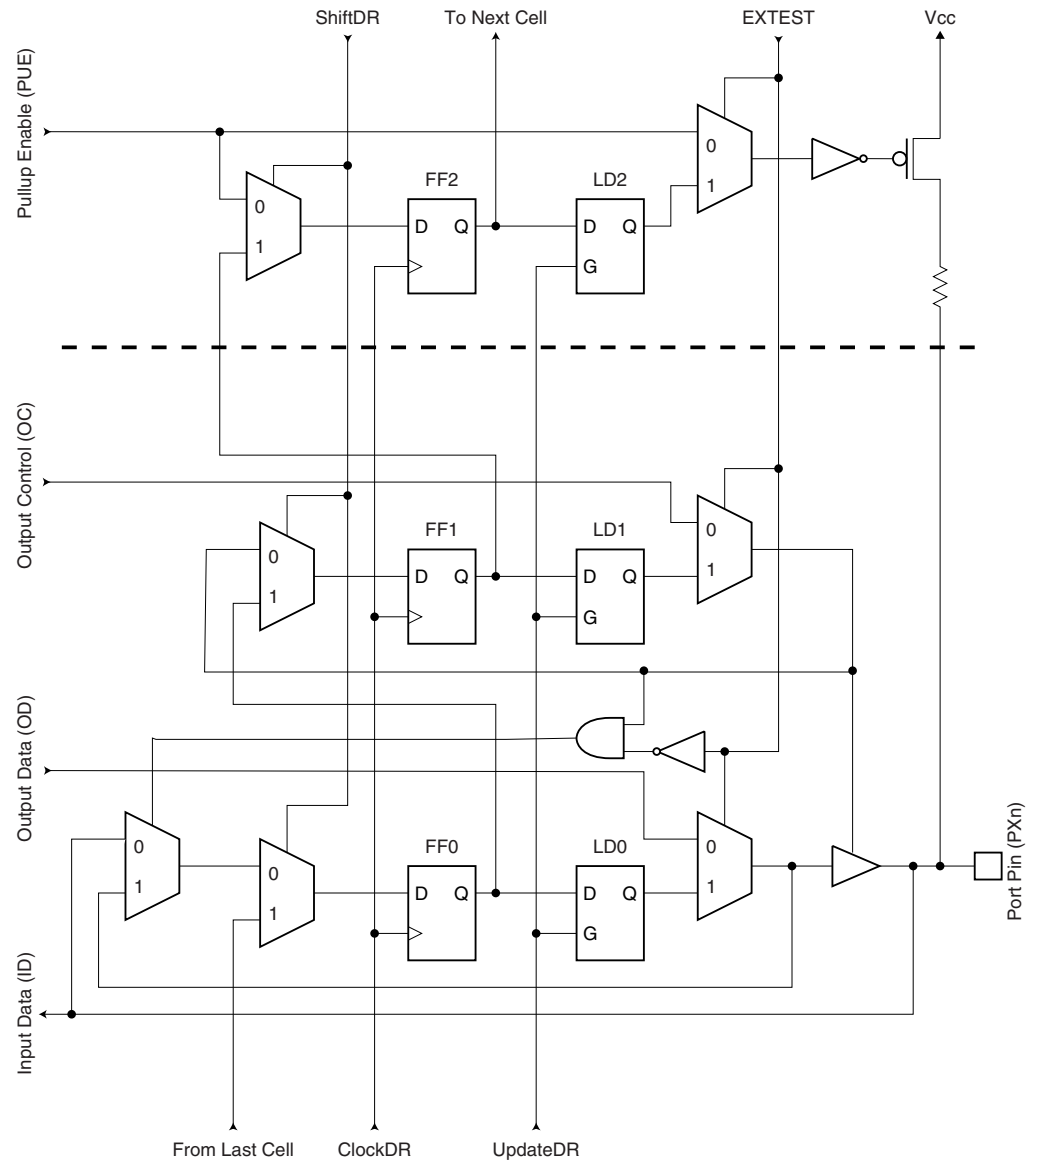 ShiftDR
To Next Cell
EXTEST
Vcc
Pullup Enable (PUE)
0
1
FF2
D Q
LD2
D Q
G
0
1
Output Control (OC)
0
1
FF1
D Q
LD1
D Q
G
0
1
Output Data (OD)
0
1
0
1
FF0
D Q
LD0
D Q
G
0
1
Port Pin (PXn)
Input Data (ID)
From Last Cell
ClockDR
UpdateDR